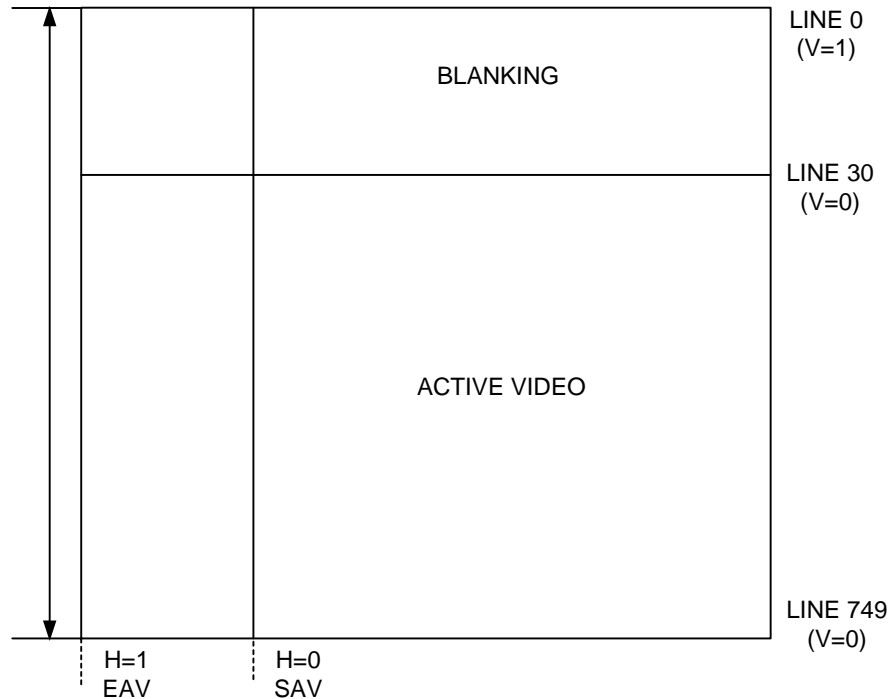 LINE 0
(V=1)
BLANKING
LINE 30
(V=0)
ACTIVE VIDEO
LINE 749
(V=0)
H=1
EAV
H=0
SAV